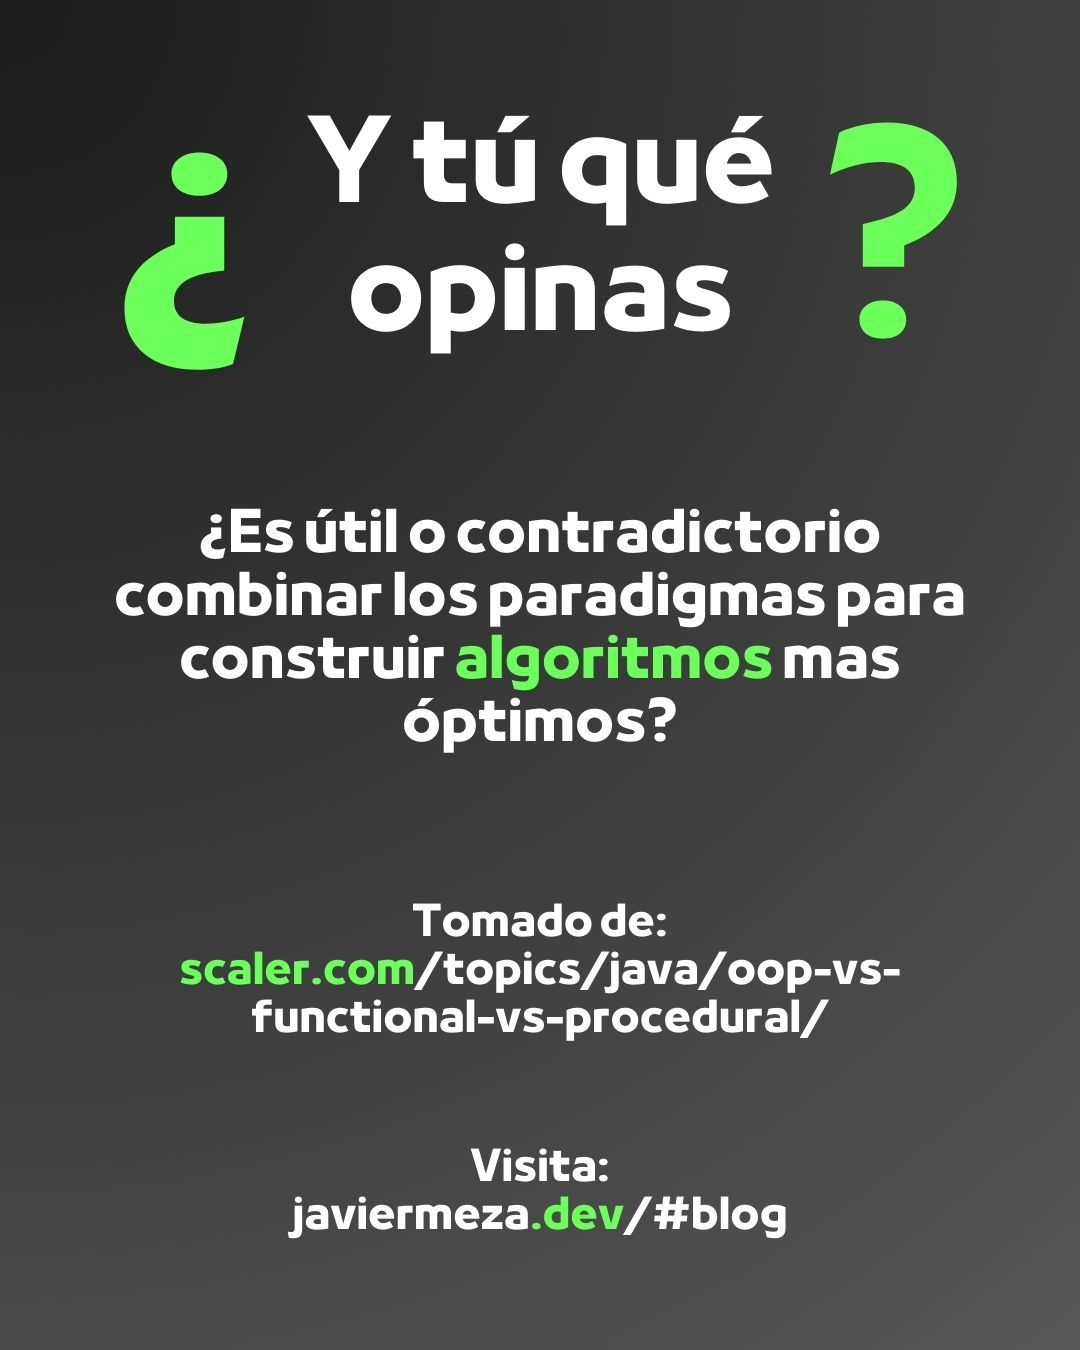 ¿ Y tú qué ?
opinas
¿Es útil o contradictorio
combinar los paradigmas para
construir algoritmos mas
óptimos?
Tomado de:
scaler.com/topics/java/oop-vs-
functional-vs-procedural/
Visita:
javiermeza.dev/#blog